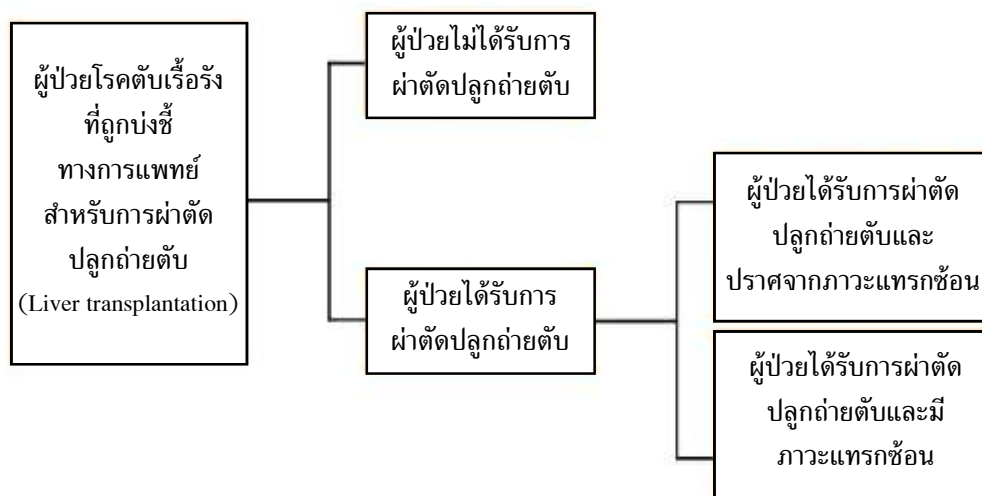 ผู้ป่วยโรคตับเรื้อรัง
ที่ถูกบ่งชี้
ทางการแพทย์
สำหรับการผ่าตัด
ปลูกถ่ายตับ
(Liver transplantation)
ผู้ป่วยไม่ได้รับการ
ผ่าตัดปลูกถ่ายตับ
ผู้ป่วยได้รับการ
ผ่าตัดปลูกถ่ายตับ
ผู้ป่วยได้รับการผ่าตัด
ปลูกถ่ายตับและ
ปราศจากภาวะแทรกซ้อน
ผู้ป่วยได้รับการผ่าตัด
ปลูกถ่ายตับและมี
ภาวะแทรกซ้อน